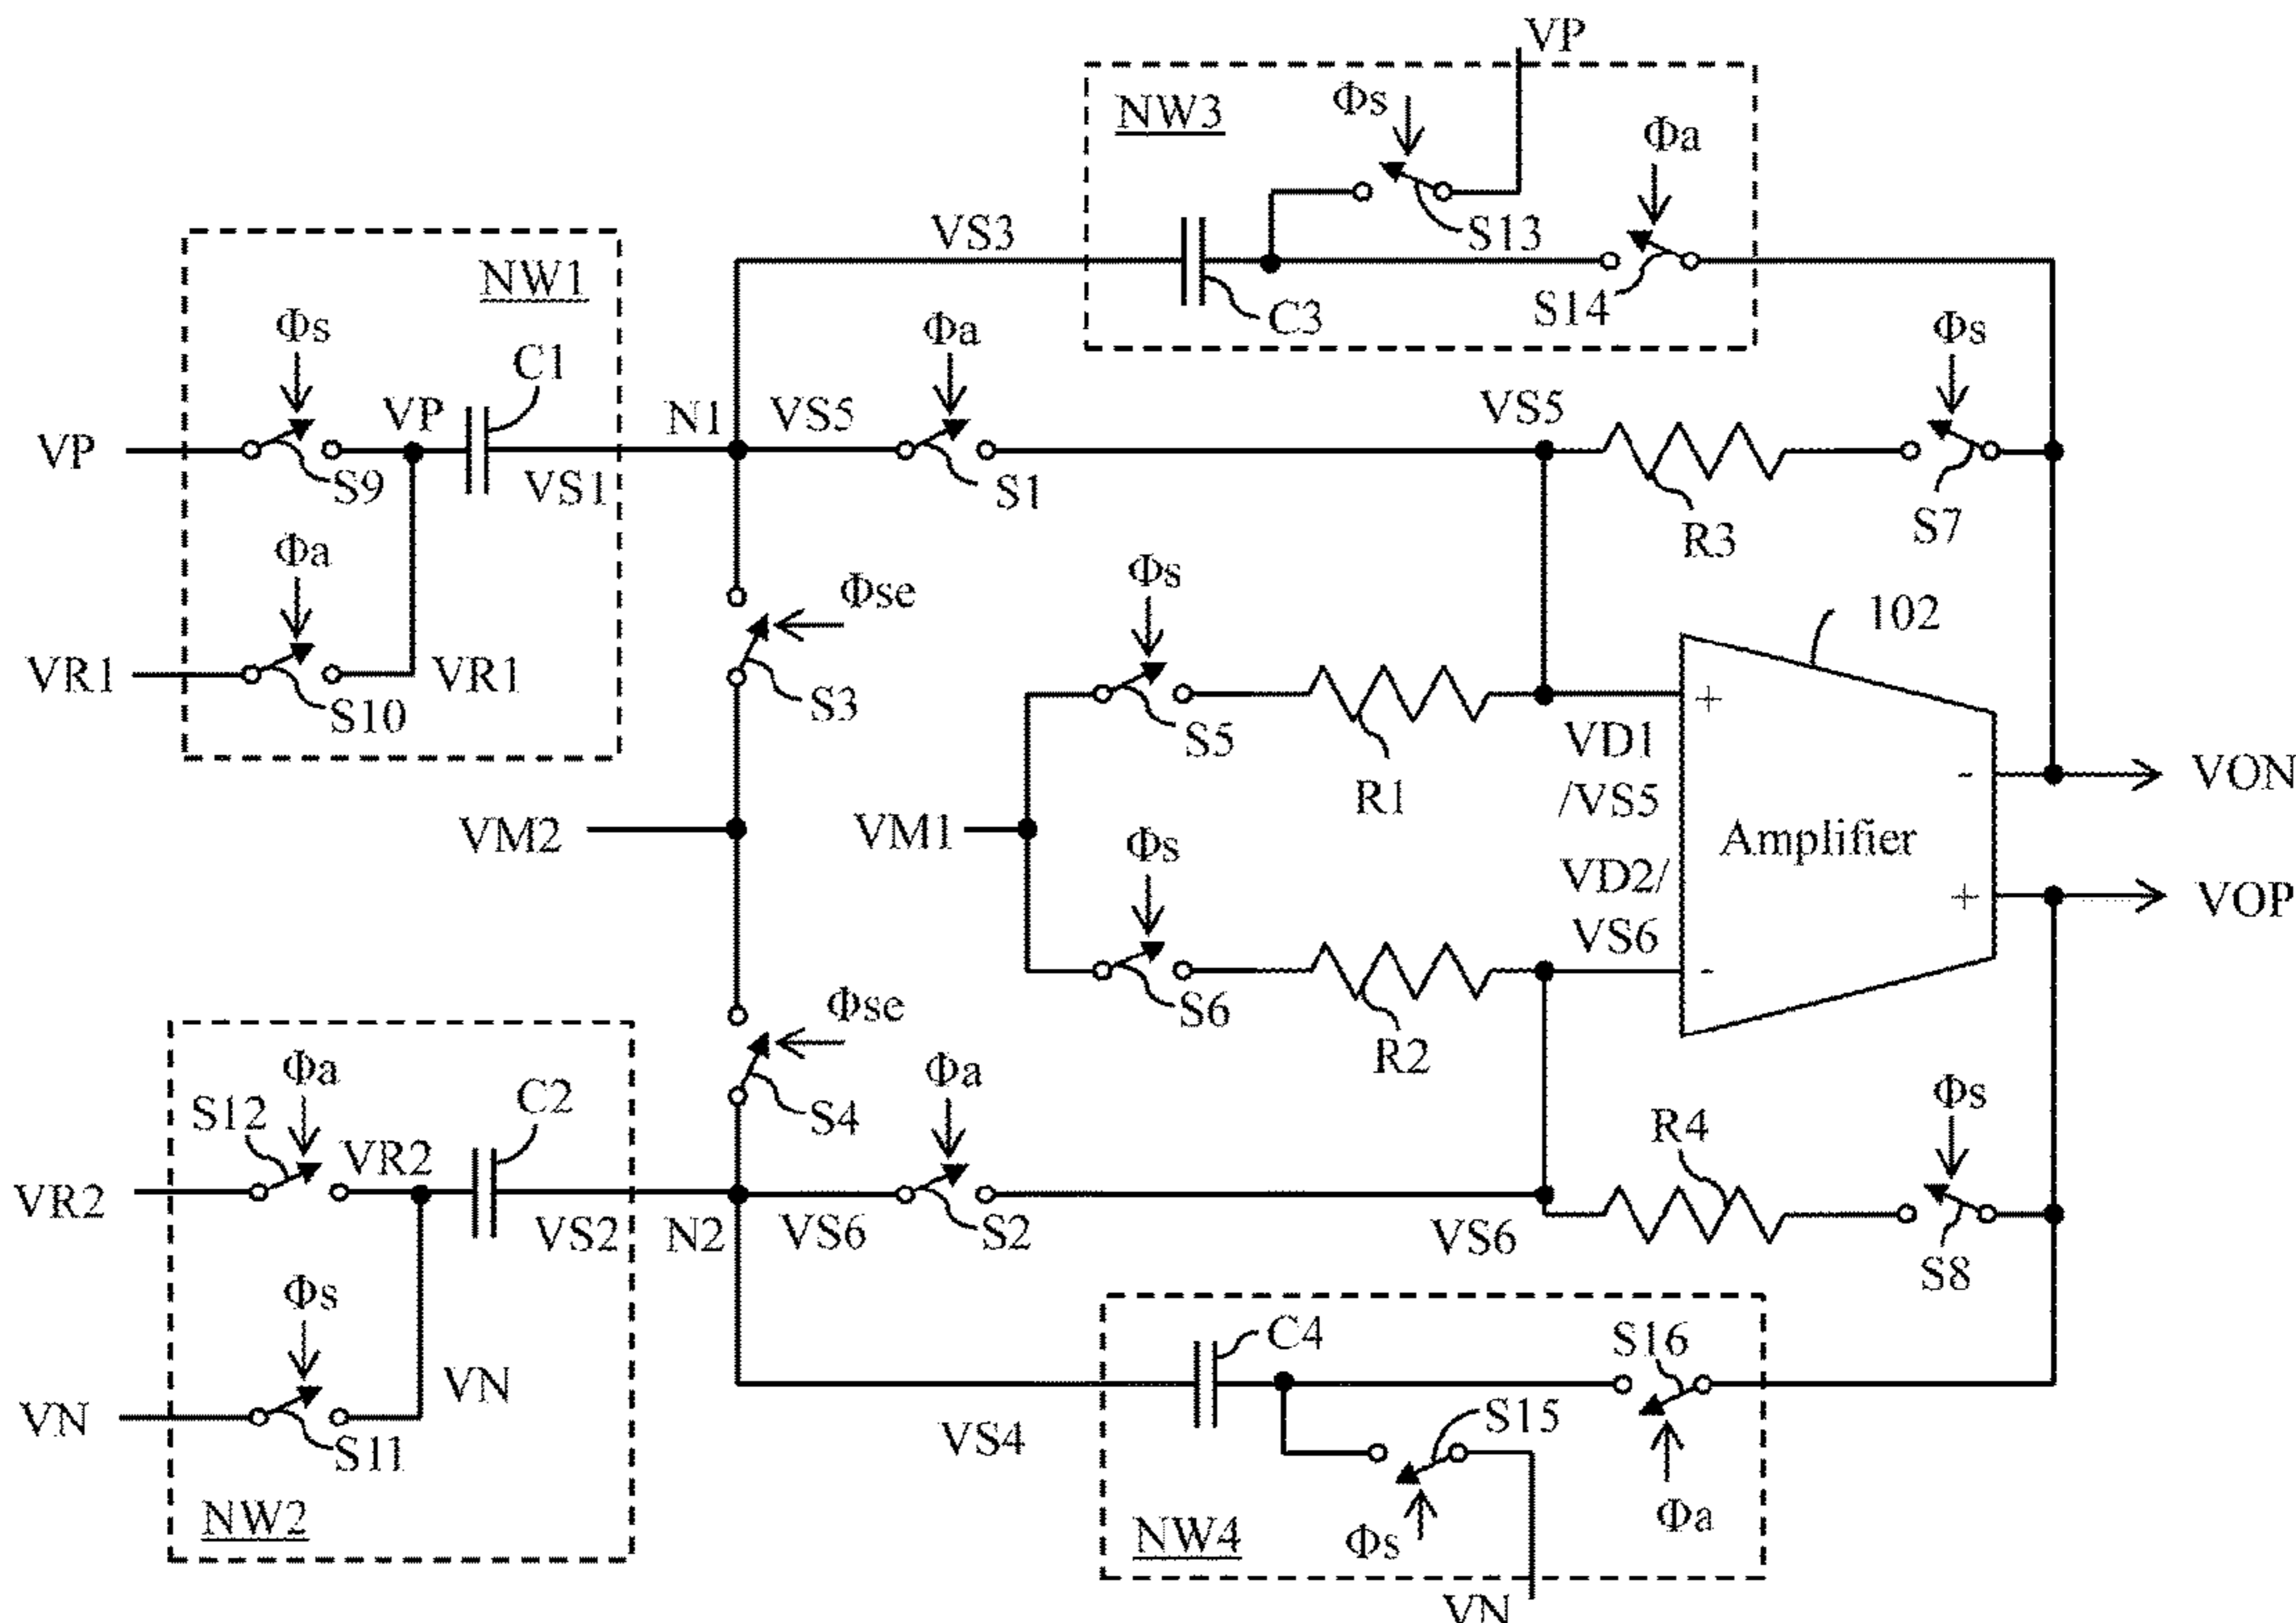 VP
NW3
Φs
Φa
S13
S14
C3
VS3
NW1
Φs
C1
VP
VP
S9
VS1
Φa
VR1
VR1
S10
N1
VS5
Φa
S1
VS5
R3
Φs
S7
Φse
S3
Φs
S5
R1
102
VD1
/VS5
VM2
VM1
Φs
VD2/
VS6
S6
R2
+
-
Amplifier
-
+
VON
VOP
Φse
S4
Φa
S12
VR2
C2
VR2
VS2
N2
VS6
Φa
S2
VS6
R4
Φs
S8
Φs
VN
VN
S11
NW2
VS4
C4
S16
S15
Φs
Φa
NW4
VN